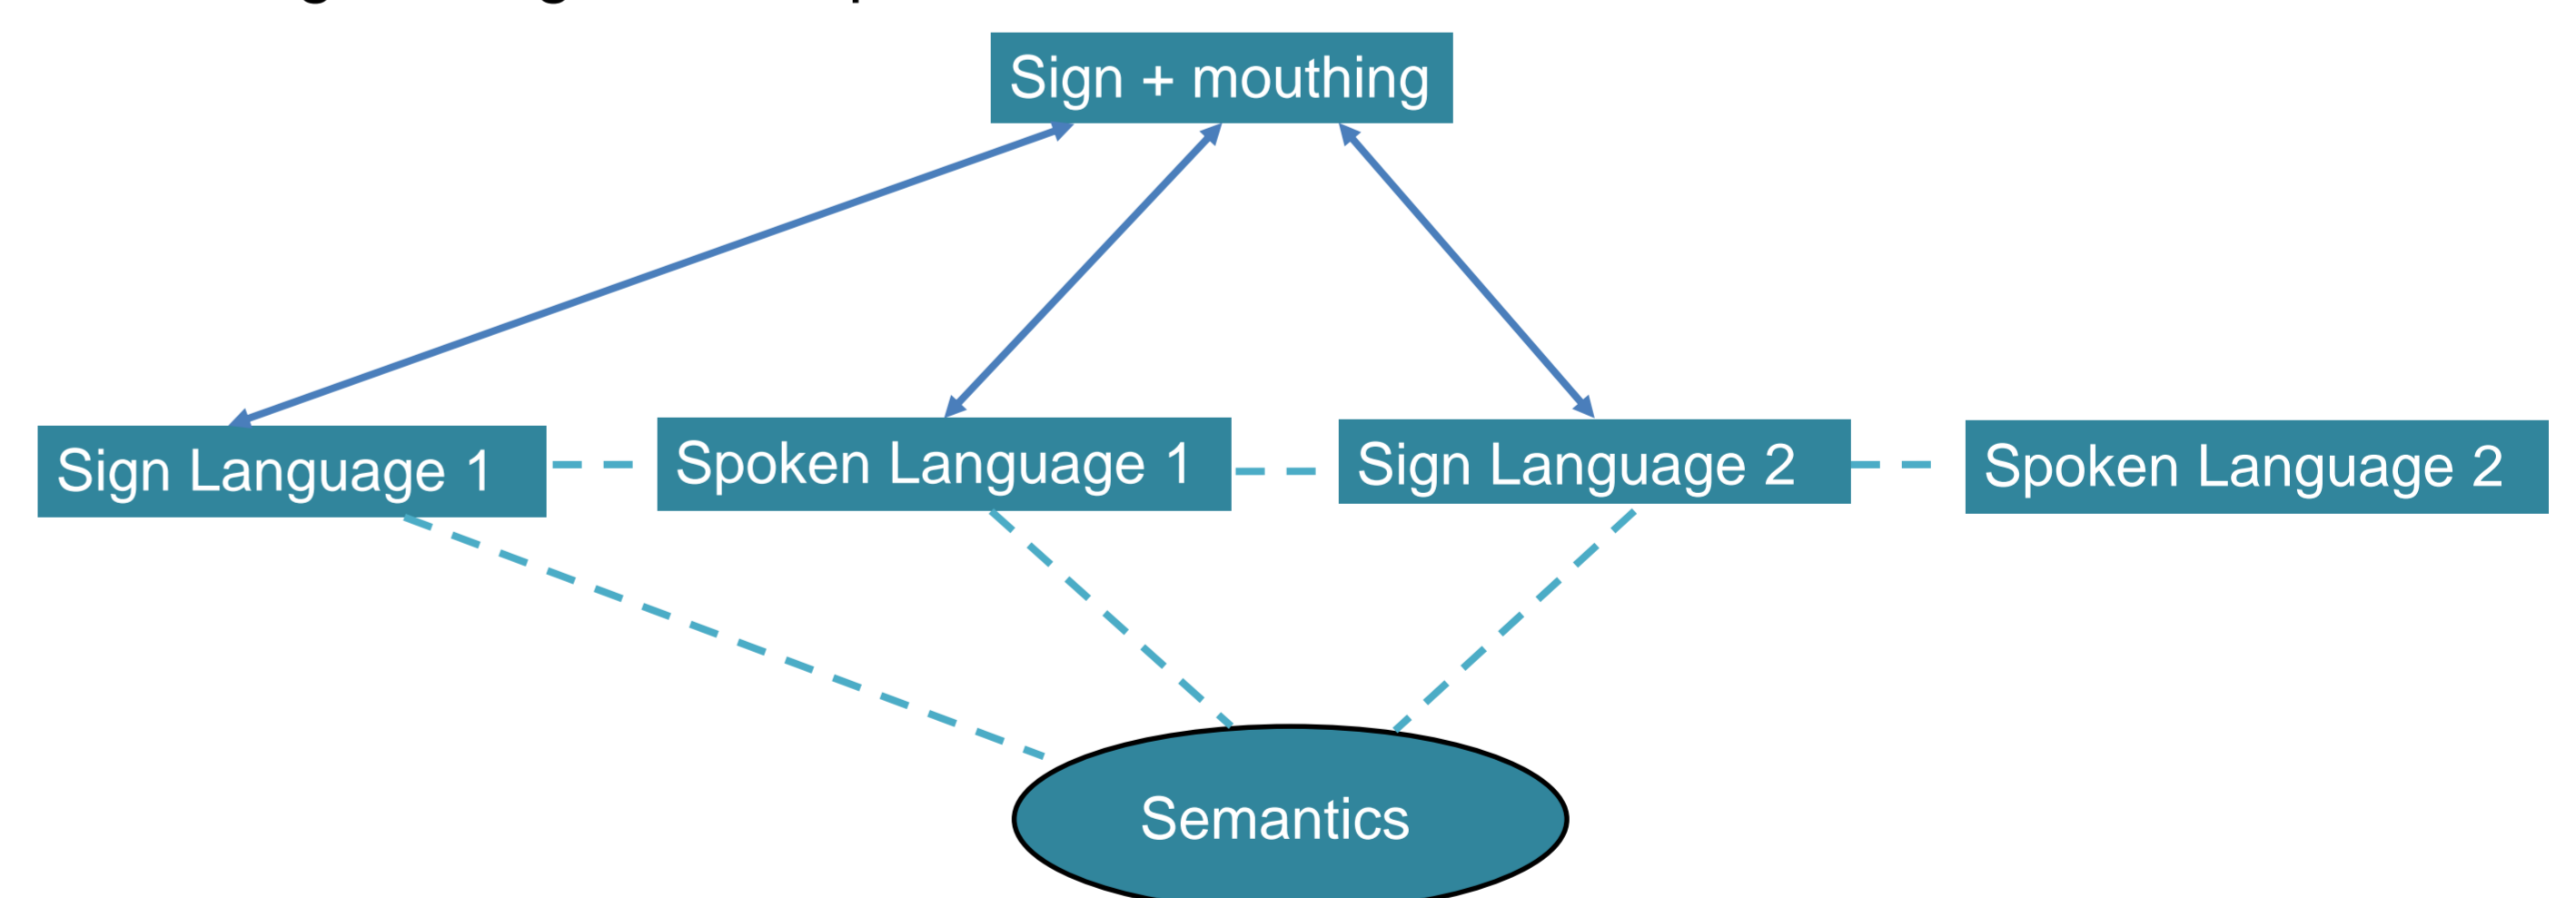 Sign + mouthing
Sign Language 1
Spoken Language 1
Sign Language 2
Spoken Language 2
Semantics